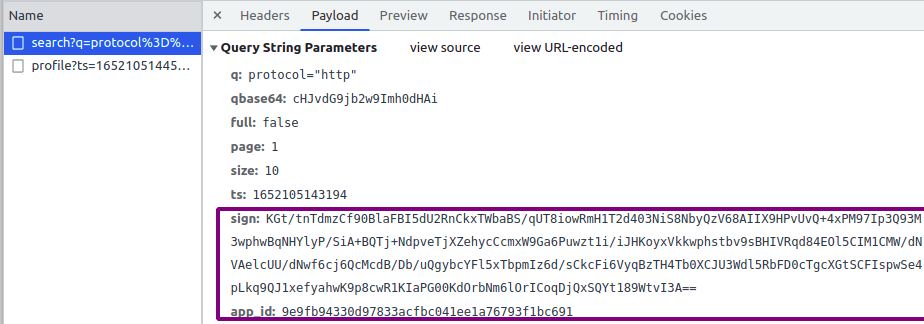 Name
× Headers Payload Preview Response Initiator Timing Cookies
search?q=protocol%3D%...
profile?ts=16521051445...
▼ Query String Parameters view source view URL-encoded
q: protocol="http"
qbase64: cHJvdG9jb2w9Imh0dHAi
full: false
page: 1
size: 10
ts: 1652105143194
sign: KGt/tnTdmzCf90BlaFBI5dU2RnCkxTWbaBS/qUT8iowRmH1T2d403NiS8NbyQzV68AIIX9HPvUvQ+4xPM97Ip3Q93M
3wphwBqNHYlyP/SiA+BQTj+NdpveTjXZehycCcmxW9Ga6Puwzt1i/iJHKoyxVkkwphstbv9sBHIVRqd84EOl5CIM1CMW/dN
VAelcUU/dNwf6cj6QcMcdB/Db/uQgybcYFl5xTbpmIz6d/sCkcFi6VyqBzTH4Tb0XCJU3Wdl5RbFD0cTgcXGtSCFIspwSe4
pLkq9QJ1xefyahwK9p8cwR1KIaPG00KdOrbNm6lOrICoqDjQxSQYt189WtvI3A==
app_id: 9e9fb94330d97833acfbc041ee1a76793f1bc691